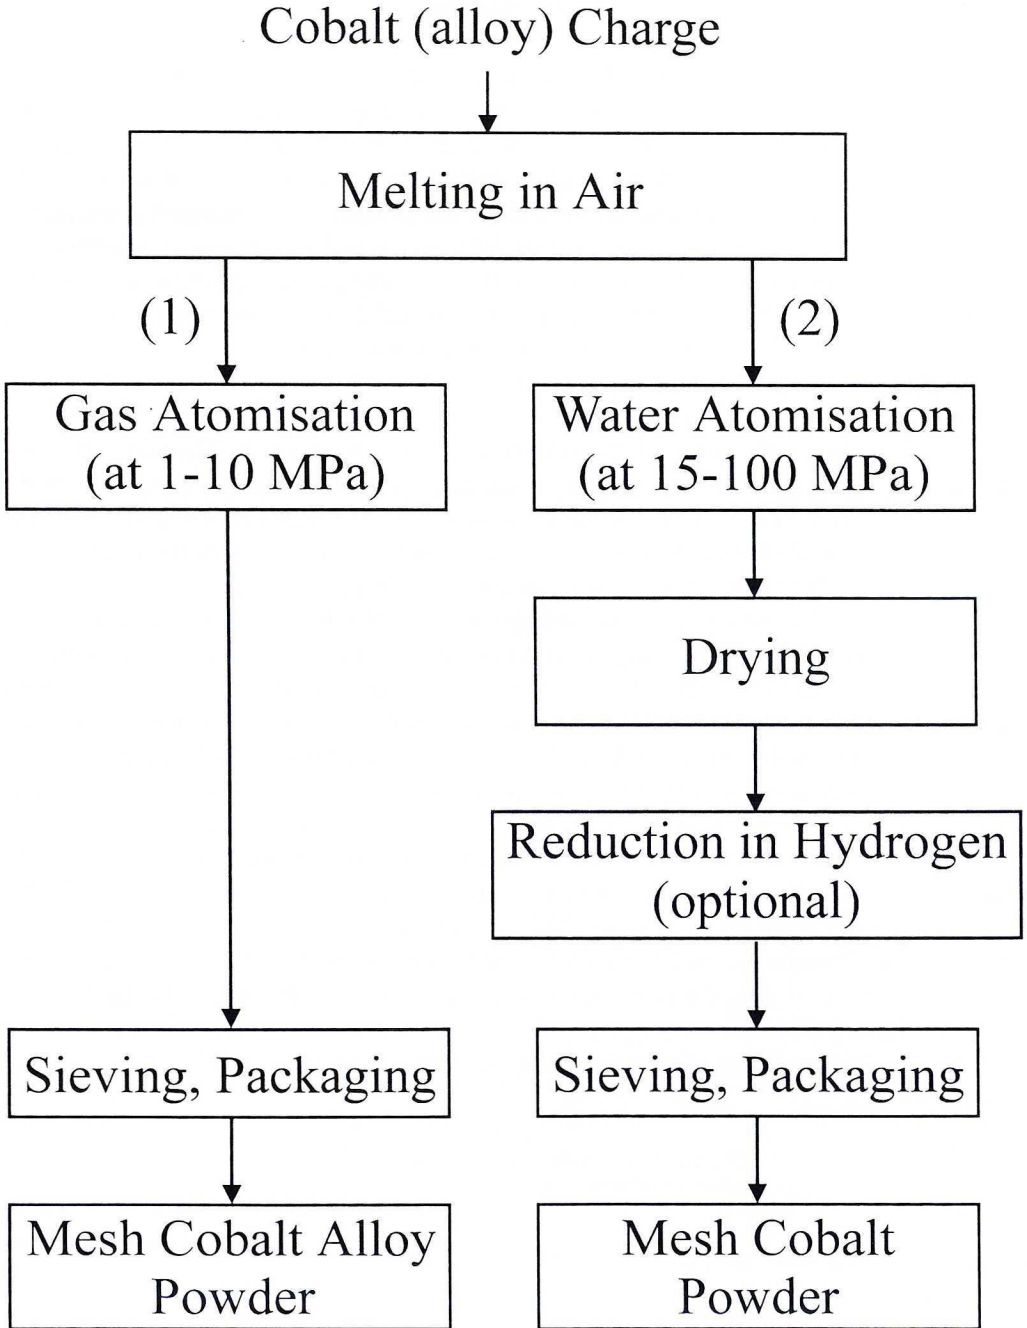 Cobalt (alloy) Charge
Melting in Air
(1)
(2)
Gas Atomisation
(at 1-10 MPa)
Water Atomisation
(at 15-100 MPa)
Drying
Reduction in Hydrogen
(optional)
Sieving, Packaging
Sieving, Packaging
Mesh Cobalt Alloy
Powder
Mesh Cobalt
Powder